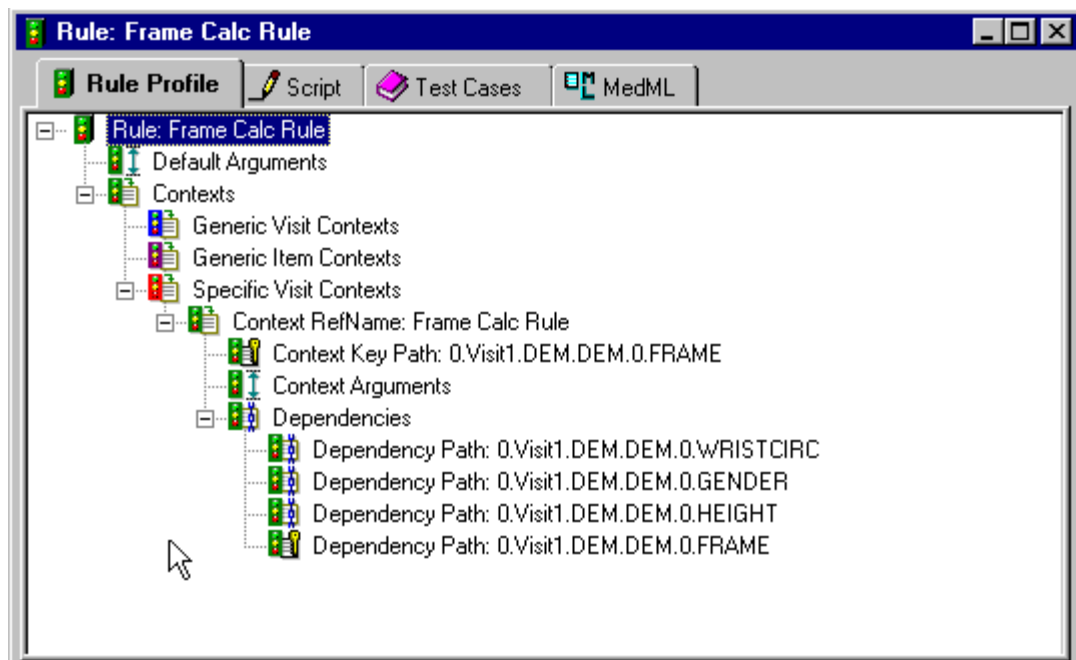 Rule: Frame Calc Rule
Rule Profile Script Test Cases MedML
Rule: Frame Calc Rule
Default Arguments
Contexts
Generic Visit Contexts
Generic Item Contexts
Specific Visit Contexts
Context RefName: Frame Calc Rule
Context Key Path: 0.Visit1.DEM.DEM.0.FRAME
Context Arguments
Dependencies
Dependency Path: 0.Visit1.DEM.DEM.0.WRISTCIRC
Dependency Path: 0.Visit1.DEM.DEM.0.GENDER
Dependency Path: 0.Visit1.DEM.DEM.0.HEIGHT
Dependency Path: 0.Visit1.DEM.DEM.0.FRAME